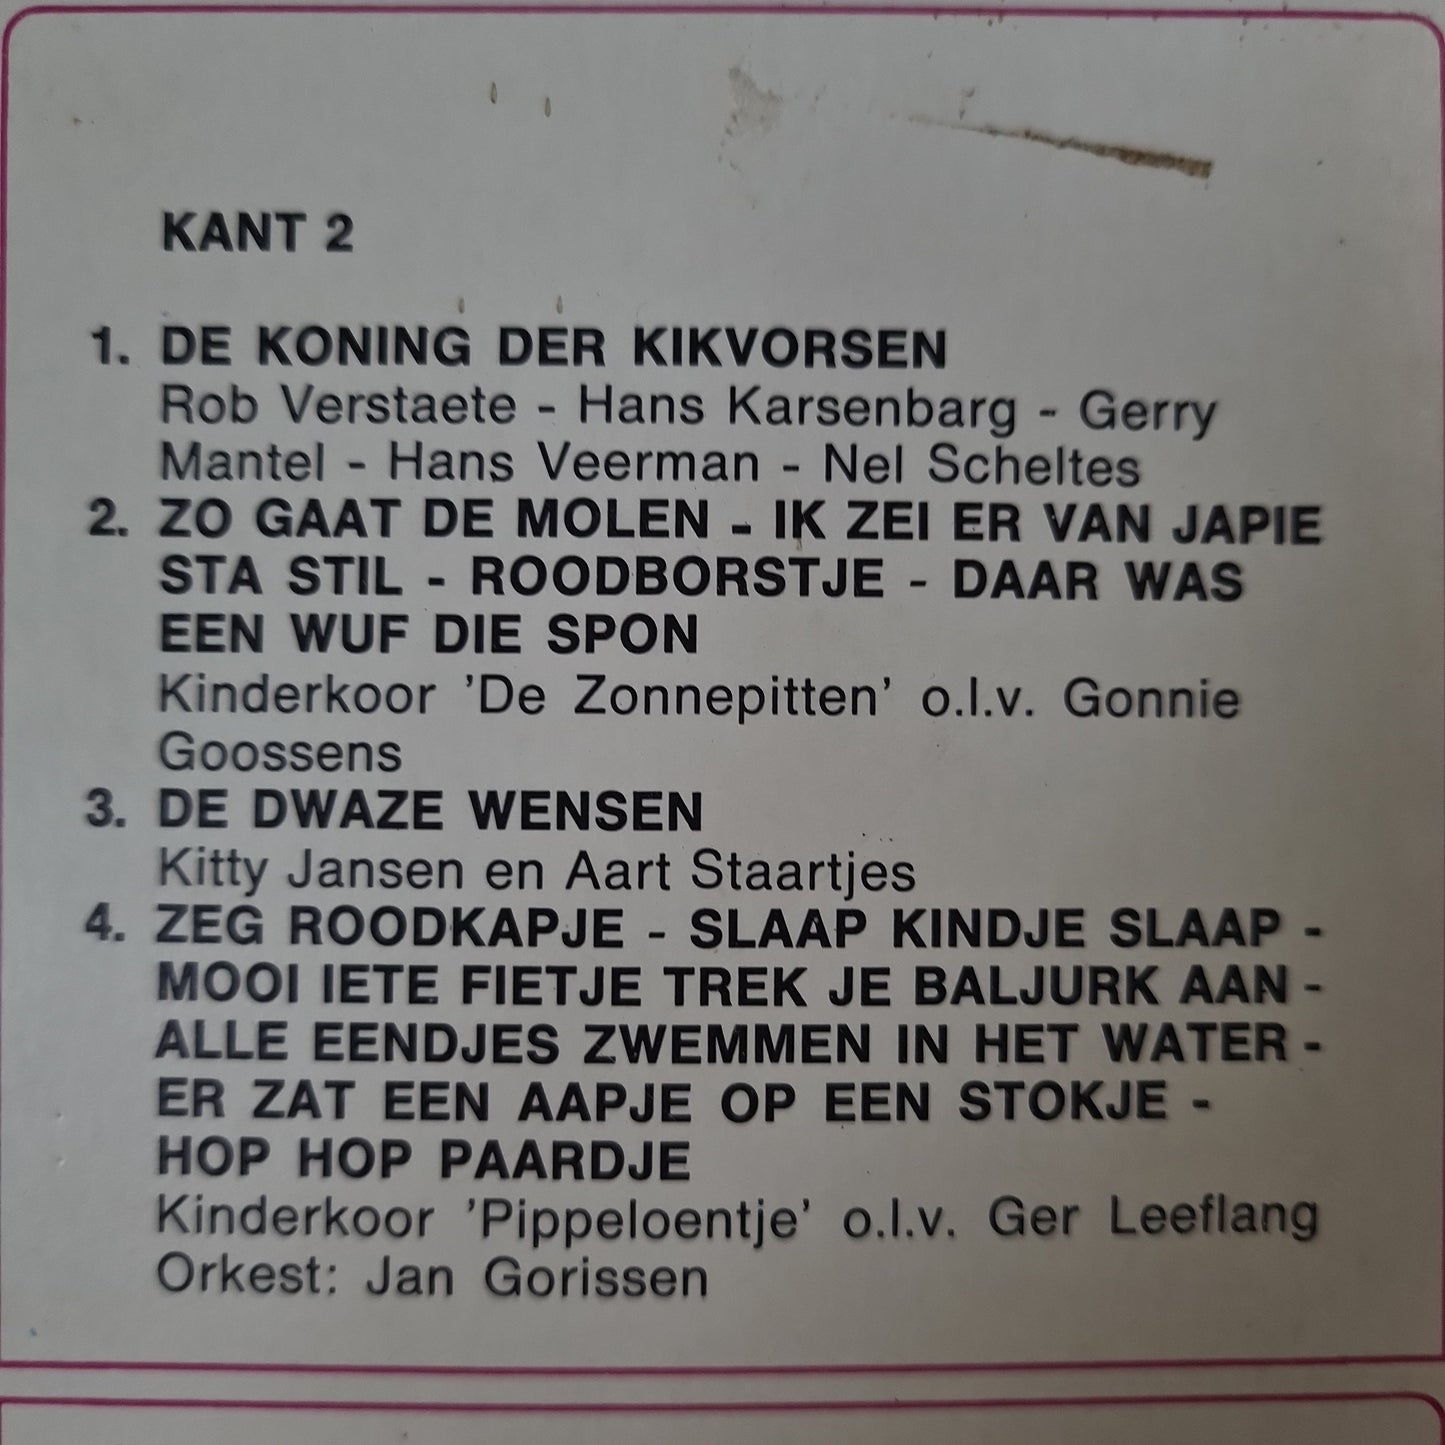 KANT 2
1. DE KONING DER KIKVORSEN
Rob Verstaete - Hans Karsenbarg - Gerry
Mantel - Hans Veerman - Nel Scheltes
2. ZO GAAT DE MOLEN - IK ZEI ER VAN JAPIE
STA STIL - ROODBORSTJE - DAAR WAS
EEN WUF DIE SPON
Kinderkoor 'De Zonnepitten' o.l.v. Gonnie
Goossens
3. DE DWAZE WENSEN
Kitty Jansen en Aart Staartjes
4. ZEG ROODKAPJE - SLAAP KINDJE SLAAP -
MOOI IETE FIETJE TREK JE BALJURK AAN -
ALLE EENDJES ZWEMMEN IN HET WATER -
ER ZAT EEN AAPJE OP EEN STOKJE -
HOP HOP PAARDJE
Kinderkoor 'Pippeloentje' o.l.v. Ger Leeflang
Orkest: Jan Gorissen